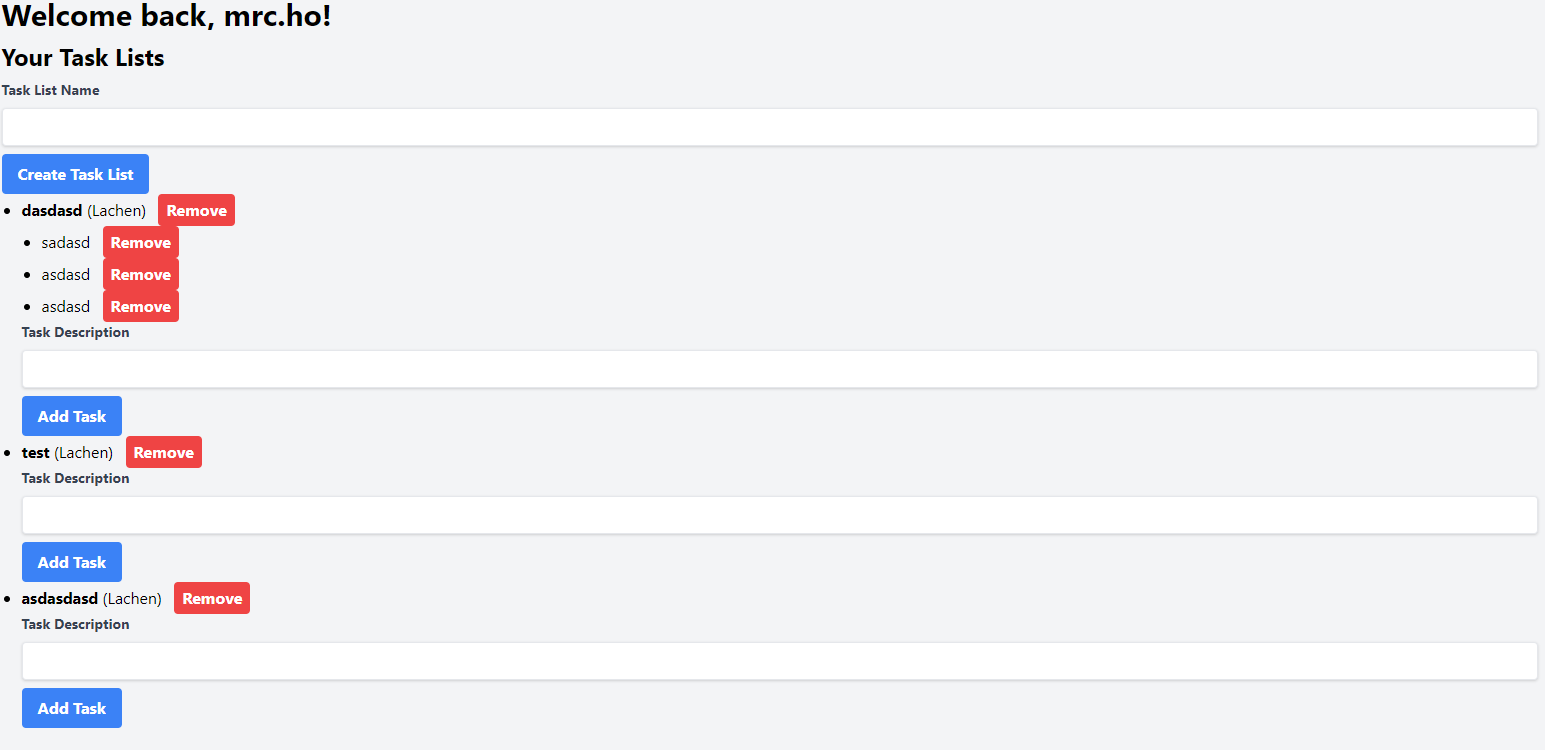 Welcome back, mrc.ho!
Your Task Lists
Task List Name
Create Task List
dasdasd (Lachen) Remove
sadasd Remove
asdasd Remove
asdasd Remove
Task Description
Add Task
test (Lachen) Remove
Task Description
Add Task
asdasdasd (Lachen) Remove
Task Description
Add Task